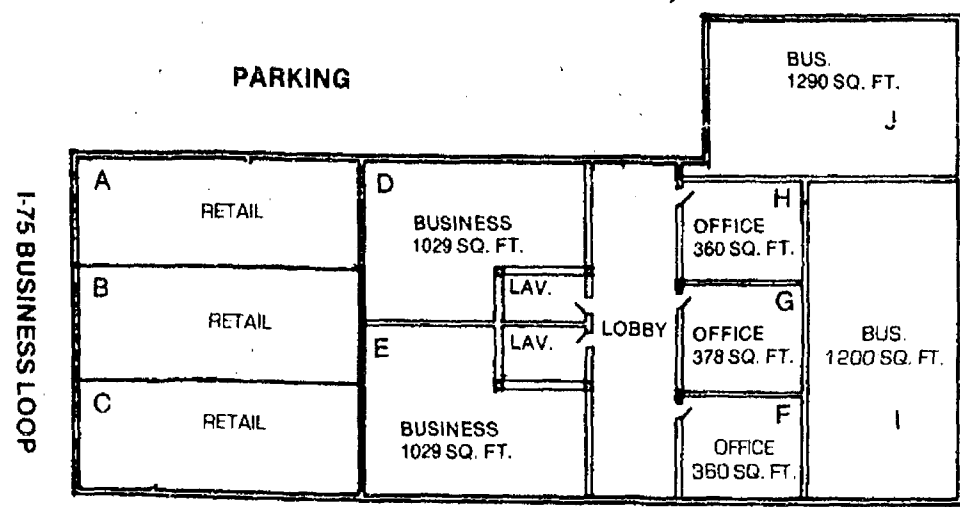 PARKING
BUS.
1290 SQ. FT.
J
I-75 BUSINESS LOOP
A
RETAIL
B
RETAIL
C
RETAIL
D
BUSINESS
1029 SQ. FT.
LAV.
LAV.
E
BUSINESS
1029 SQ. FT.
LOBBY
H
OFFICE
360 SQ. FT.
G
OFFICE
378 SQ. FT.
F
OFFICE
360 SQ. FT.
BUS.
1200 SQ. FT.
I